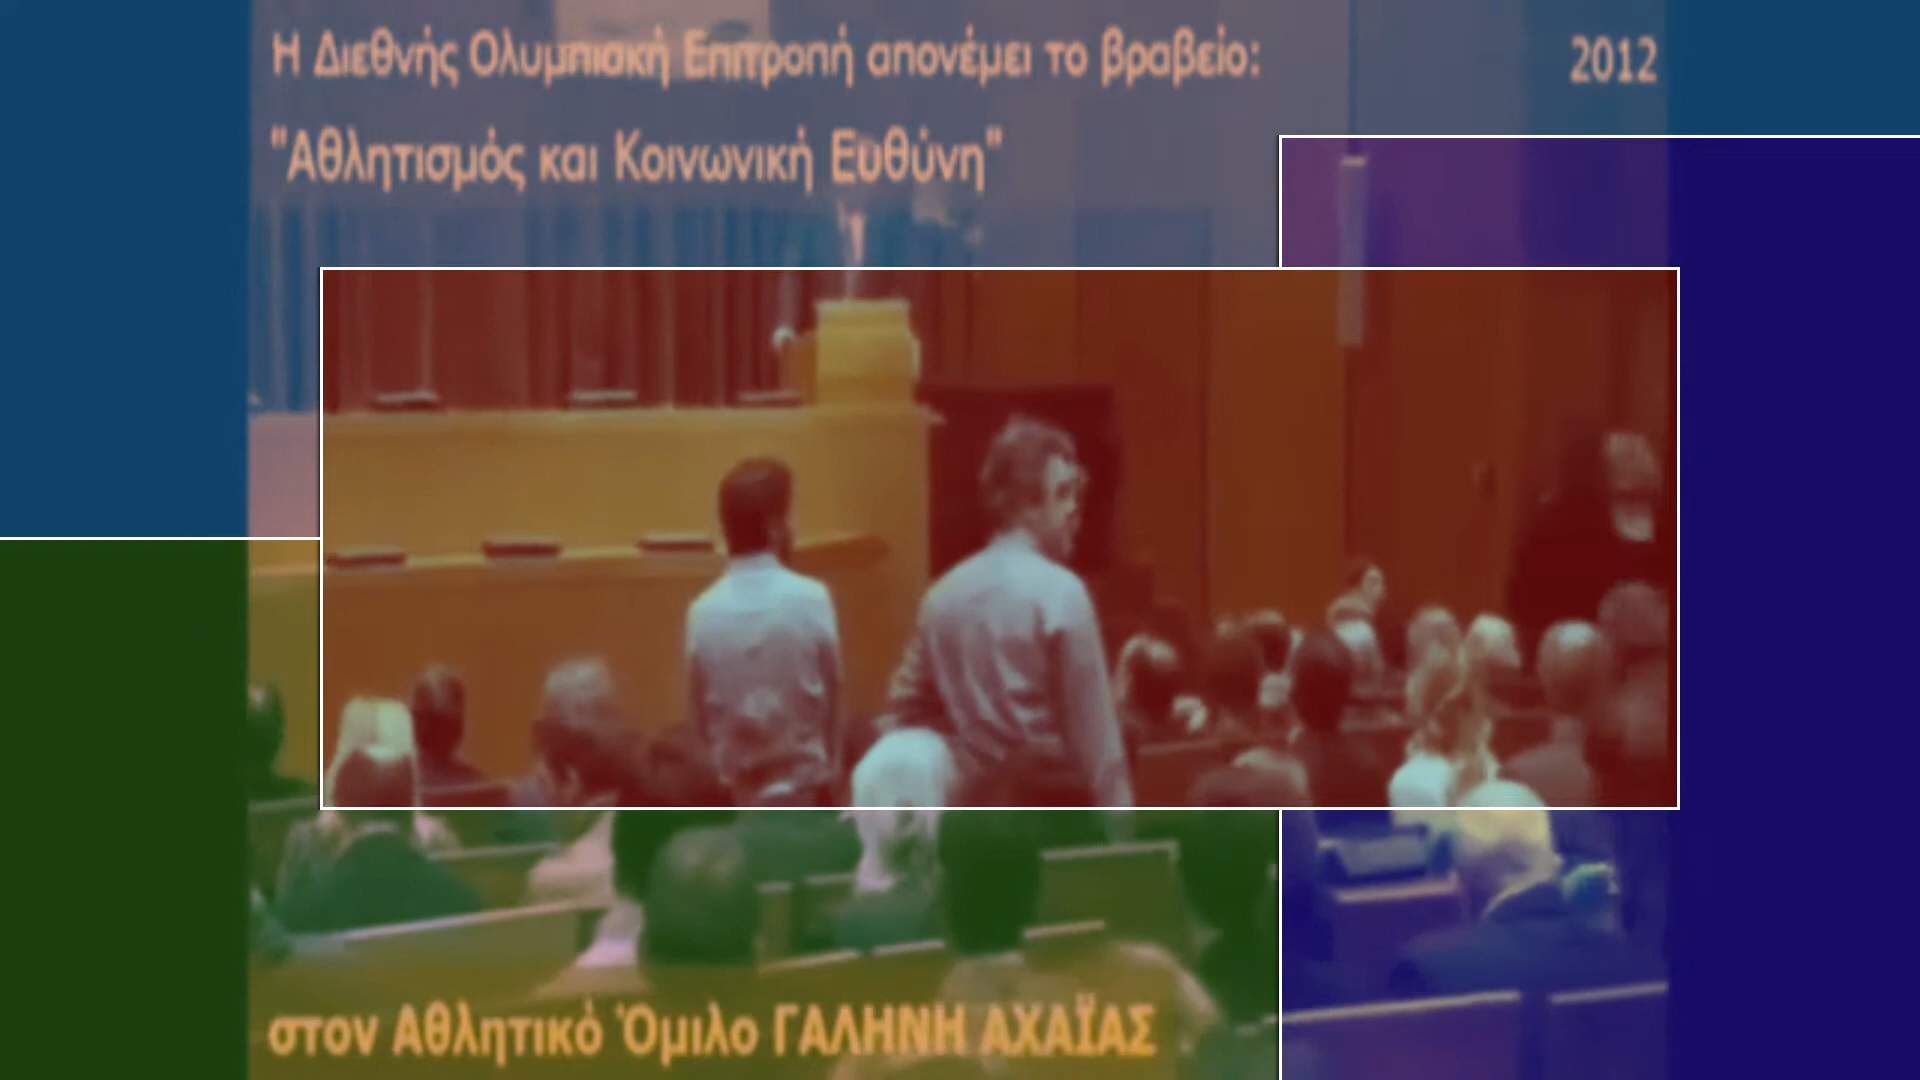 Η Διεθνής Ολυμπιακή Επιτροπή απονέμει το βραβείο: 2012
"Αθλητισμός και Κοινωνική Ευθύνη"
στον Αθλητικό Όμιλο ΓΑΛΗΝΗ ΑΧΑΪΑΣ